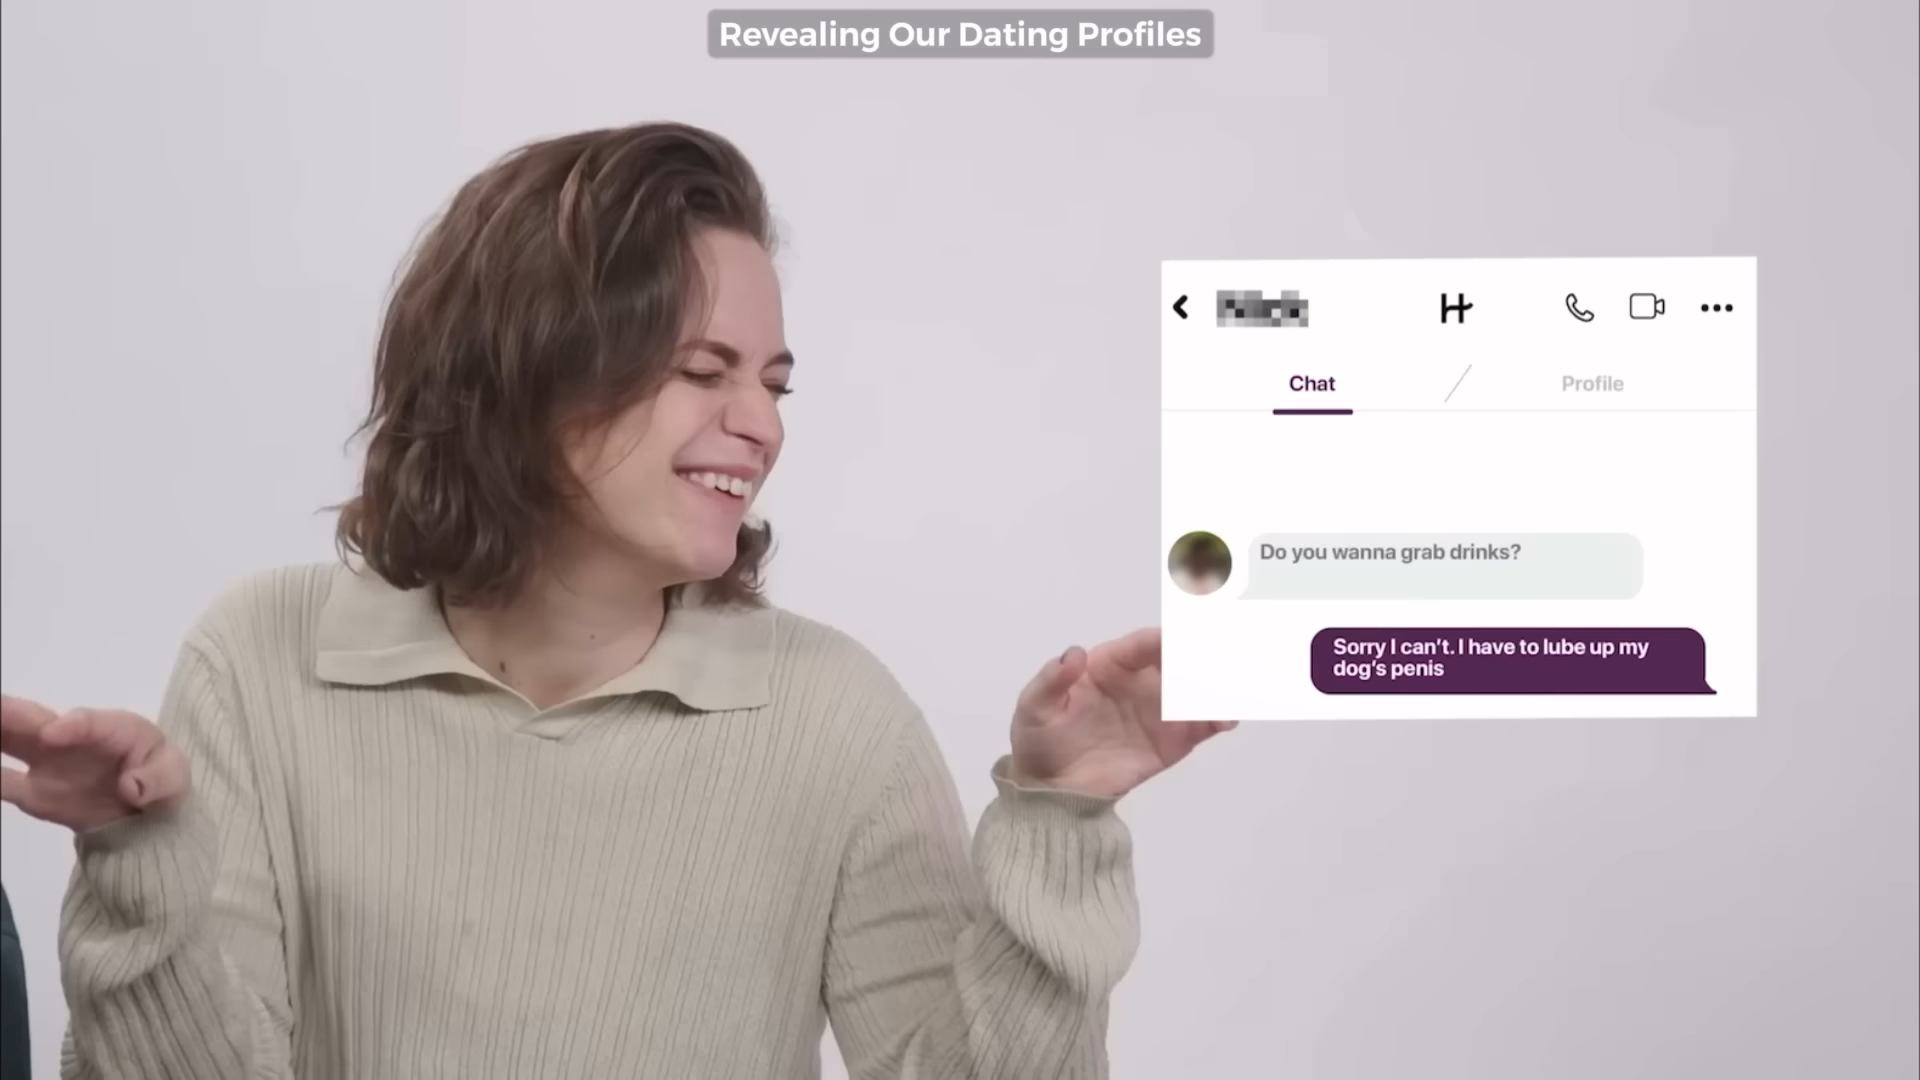 Revealing Our Dating Profiles
H
Chat
Profile
Do you wanna grab drinks?
Sorry I can't. I have to lube up my
dog's penis